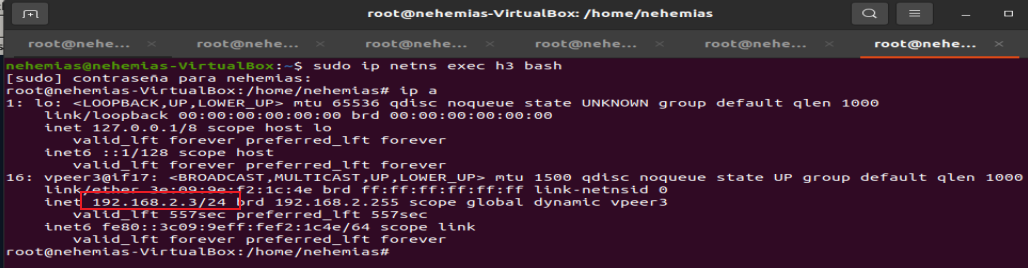 root@nehemias-VirtualBox: /home/nehemias
root@nehe... × root@nehe... × root@nehe... × root@nehe... × root@nehe... × root@nehe... ×
nehemias@nehemias-VirtualBox:~$ sudo ip netns exec h3 bash
[sudo] contraseña para nehemias:
root@nehemias-VirtualBox:/home/nehemias# ip a
1: lo: <LOOPBACK,UP,LOWER_UP> mtu 65536 qdisc noqueue state UNKNOWN group default qlen 1000
    link/loopback 00:00:00:00:00:00 brd 00:00:00:00:00:00
    inet 127.0.0.1/8 scope host lo
       valid_lft forever preferred_lft forever
    inet6 ::1/128 scope host
       valid_lft forever preferred_lft forever
16: vpeer3@if17: <BROADCAST,MULTICAST,UP,LOWER_UP> mtu 1500 qdisc noqueue state UP group default qlen 1000
    link/ether 3e:09:9e:f2:1c:4e brd ff:ff:ff:ff:ff:ff link-netnsid 0
    inet 192.168.2.3/24 brd 192.168.2.255 scope global dynamic vpeer3
       valid_lft 557sec preferred_lft 557sec
    inet6 fe80::3c09:9eff:fef2:1c4e/64 scope link
       valid_lft forever preferred_lft forever
root@nehemias-VirtualBox:/home/nehemias#